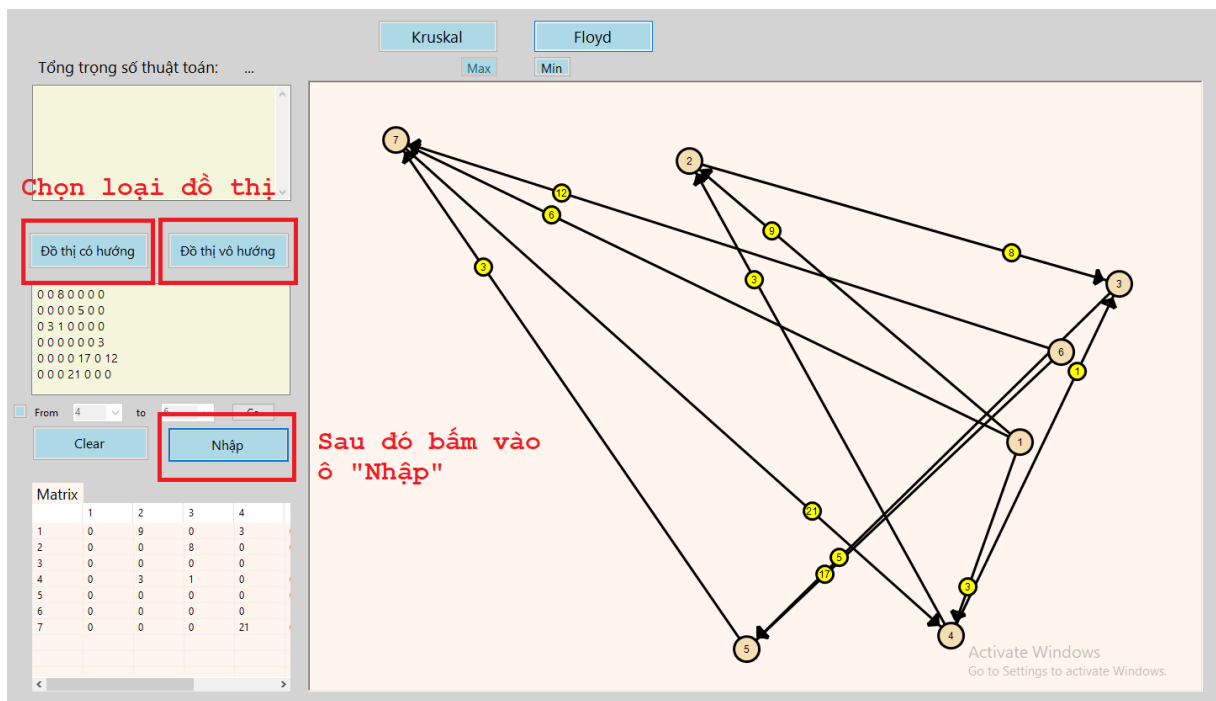 Kruskal
Floyd
Max
Min
Tổng trọng số thuật toán: ...
Chọn loại đồ thị
Đồ thị có hướng
Đồ thị vô hướng
0 0 8 0 0 0 0
0 0 0 0 5 0 0
0 3 1 0 0 0 0
0 0 0 0 0 0 3
0 0 0 0 17 0 12
0 0 0 21 0 0 0
From 4 to
Clear
Nhập
Sau đó bấm vào
ô "Nhập"
Matrix
1 2 3 4
1 0 9 0 3
2 0 0 8 0
3 0 0 0 0
4 0 3 1 0
5 0 0 0 0
6 0 0 0 0
7 0 0 0 21
7
2
12
6
9
8
3
3
3
6
1
1
21
5
17
3
4
5
Activate Windows
Go to Settings to activate Windows.